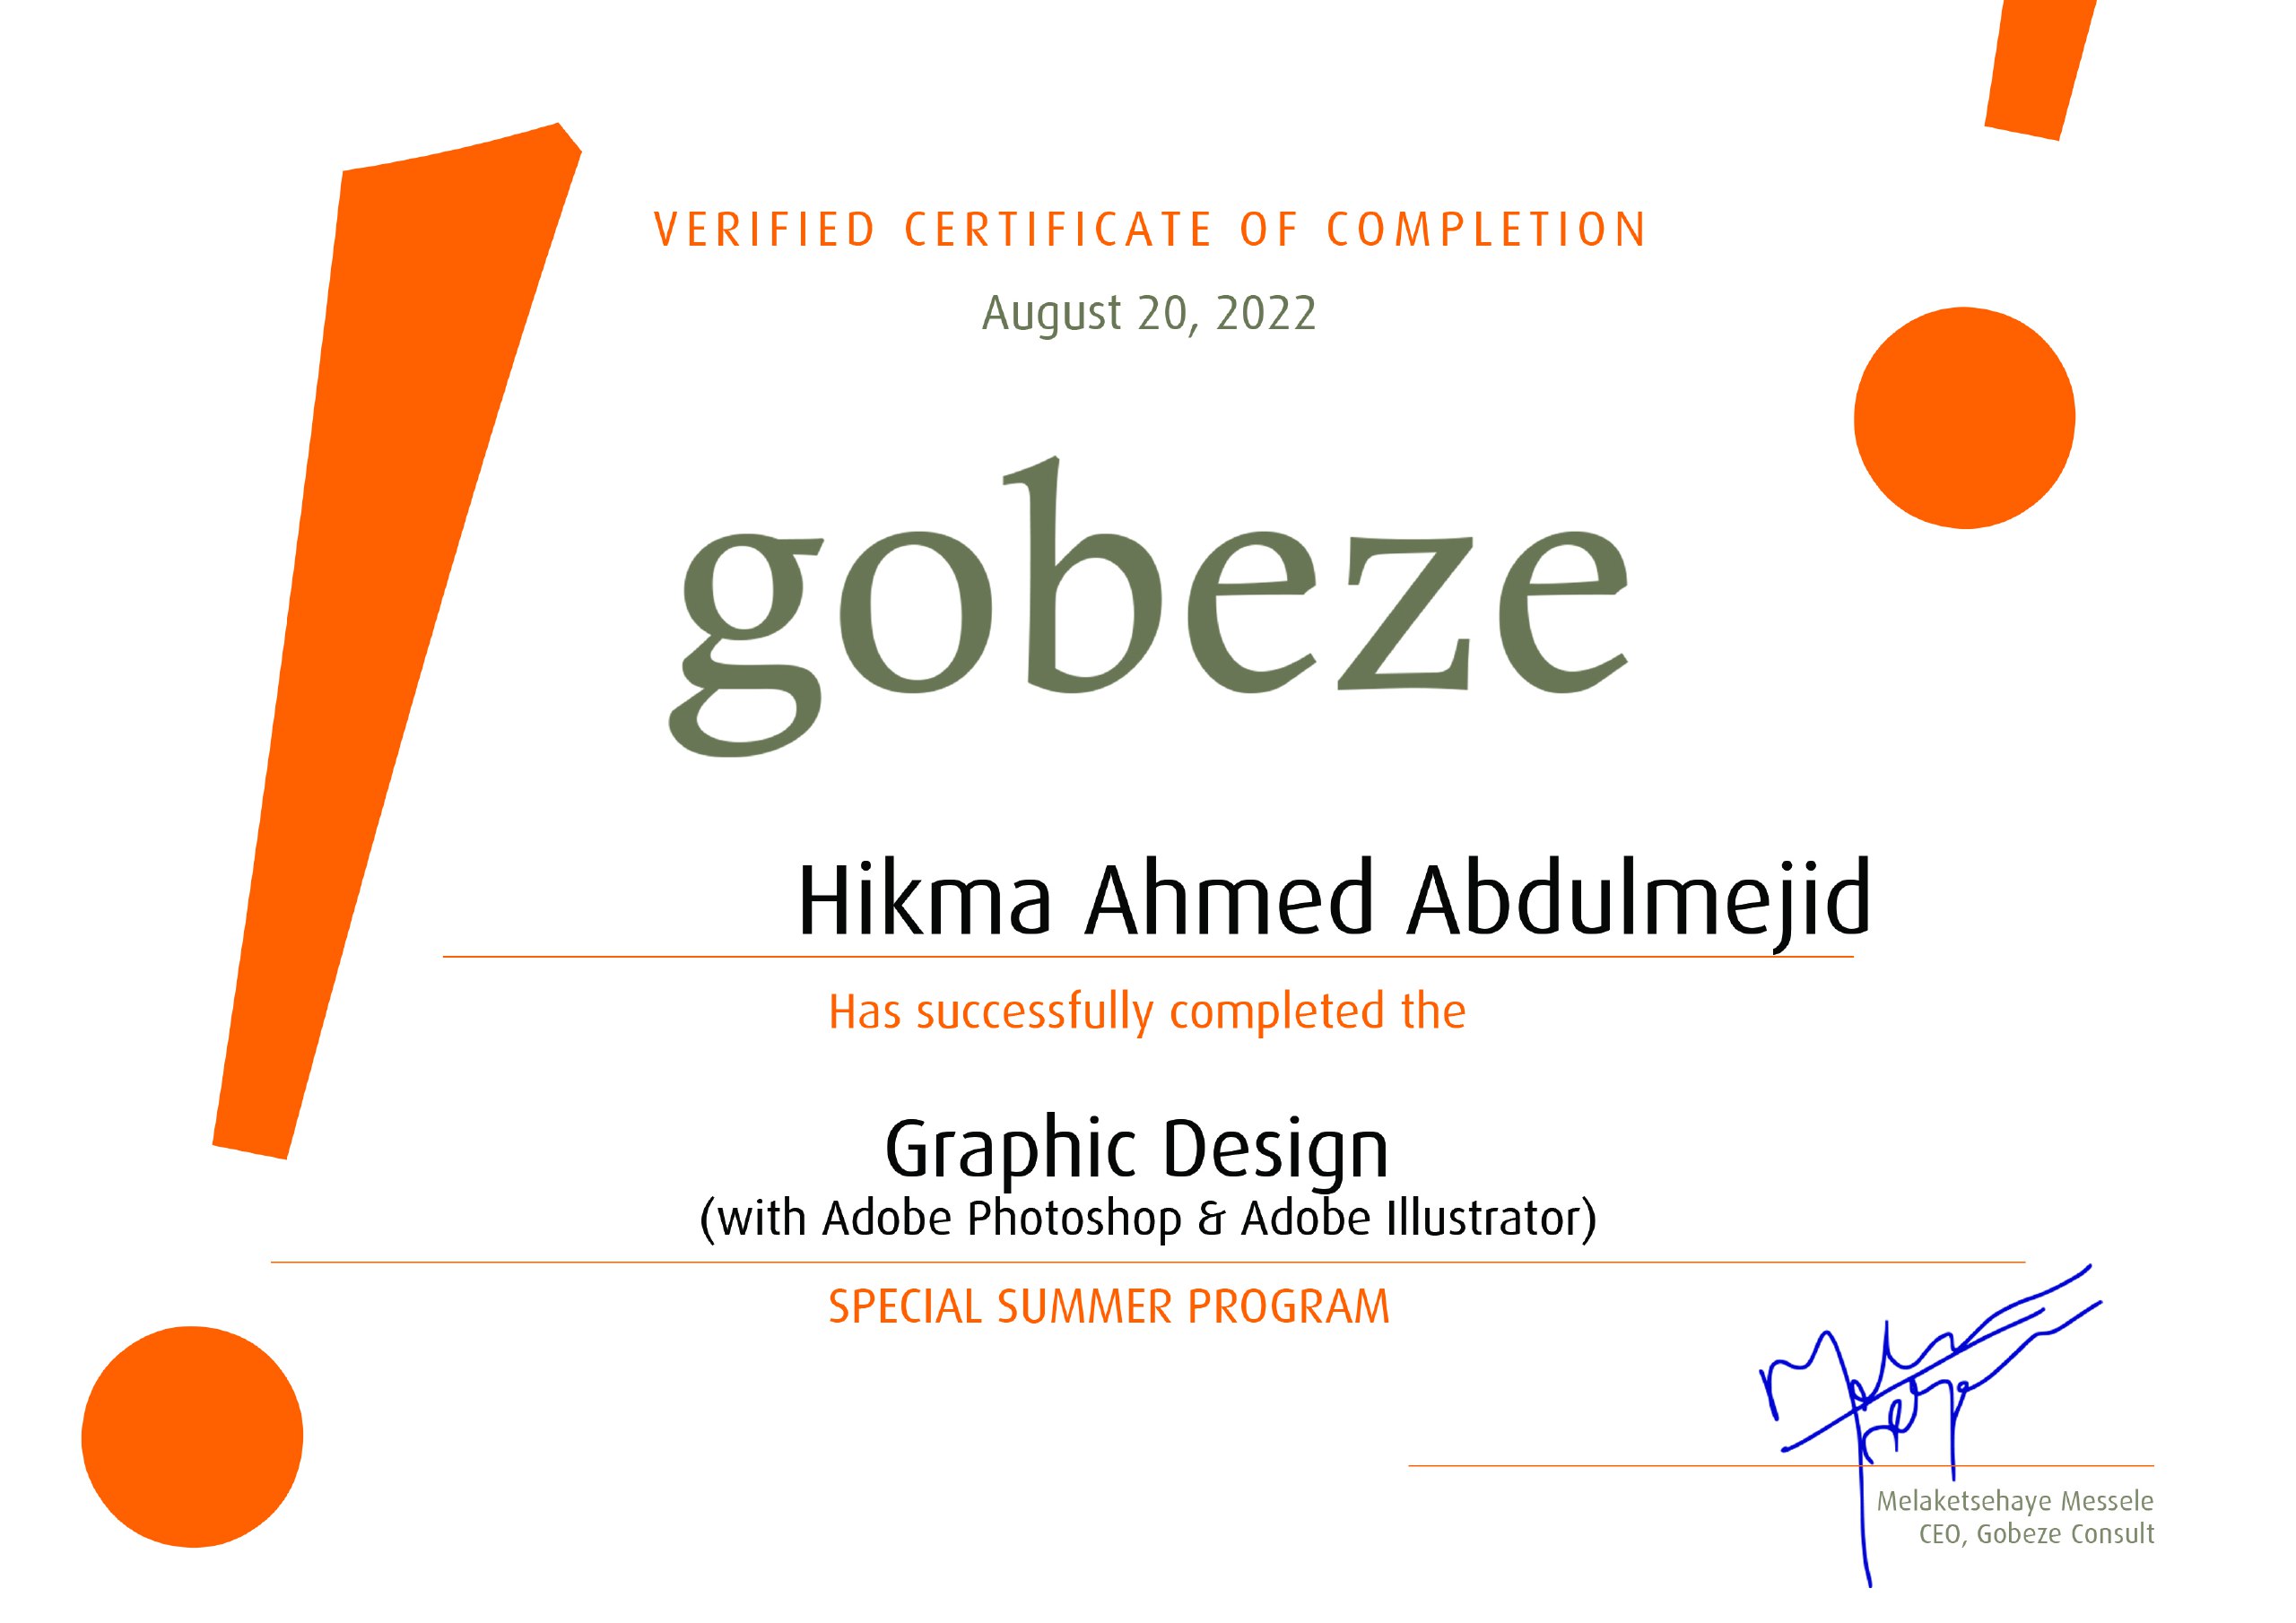 VERIFIED CERTIFICATE OF COMPLETION
August 20, 2022
gobeze
Hikma Ahmed Abdulmejid
Has successfully completed the
Graphic Design
(with Adobe Photoshop & Adobe Illustrator)
SPECIAL SUMMER PROGRAM
Melaketsehaye Messele
CEO, Gobeze Consult